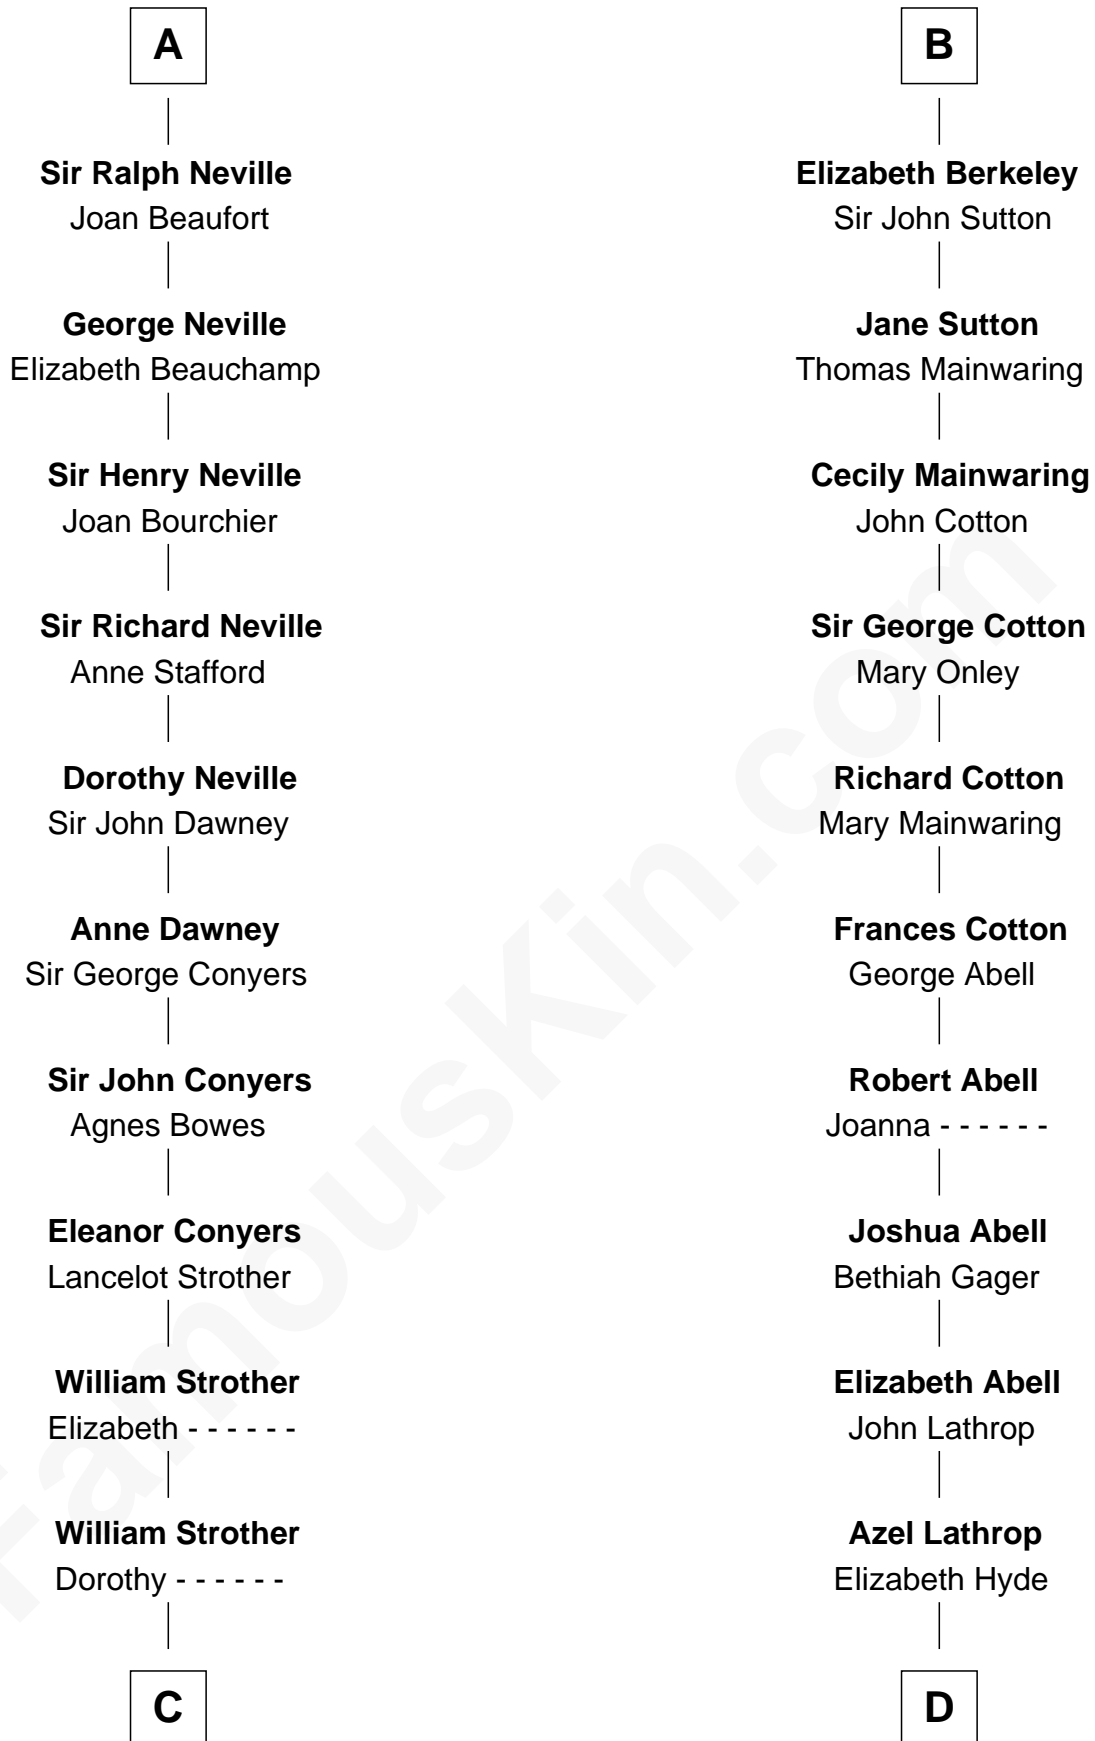 A
Sir Ralph Neville
Joan Beaufort
George Neville
Elizabeth Beauchamp
Sir Henry Neville
Joan Bourchier
Sir Richard Neville
Anne Stafford
Dorothy Neville
Sir John Dawney
Anne Dawney
Sir George Conyers
Sir John Conyers
Agnes Bowes
Eleanor Conyers
Lancelot Strother
William Strother
Elizabeth - - - - - -
William Strother
Dorothy - - - - - -
C
B
Elizabeth Berkeley
Sir John Sutton
Jane Sutton
Thomas Mainwaring
Cecily Mainwaring
John Cotton
Sir George Cotton
Mary Onley
Richard Cotton
Mary Mainwaring
Frances Cotton
George Abell
Robert Abell
Joanna - - - - - -
Joshua Abell
Bethiah Gager
Elizabeth Abell
John Lathrop
Azel Lathrop
Elizabeth Hyde
D
FamousKin.com